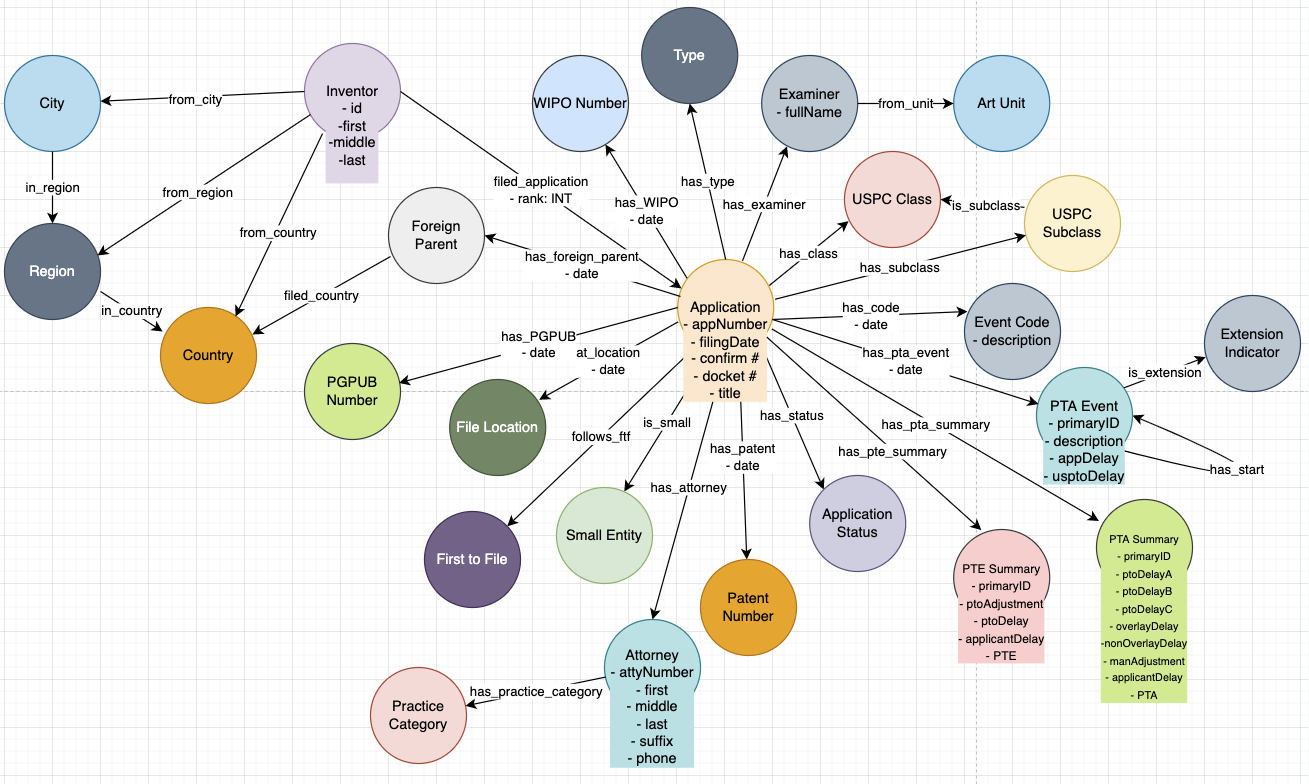 Type
City
from_city
Inventor
- id
-first
-middle
-last
WIPO Number
Examiner
- fullName
from_unit
Art Unit
in_region
from_region
filed_application
- rank: INT
has_WIPO
- date
has_type
has_examiner
USPC Class
is_subclass
USPC
Subclass
from_country
Foreign
Parent
has_foreign_parent
- date
has_class
has_subclass
Region
in_country
filed_country
Country
Application
- appNumber
- filingDate
- confirm #
- docket #
- title
has_code
- date
Event Code
- description
Extension
Indicator
has_PGPUB
- date
at_location
- date
has_pta_event
- date
is_extension
PGPUB
Number
File Location
PTA Event
- primaryID
- description
- appDelay
- usptoDelay
has_start
follows_ftf
is_small
has_status
has_pta_summary
has_patent
- date
has_pte_summary
has_attorney
Application
Status
First to File
Small Entity
PTA Summary
- primaryID
- ptoDelayA
- ptoDelayB
- ptoDelayC
- overlayDelay
-nonOverlayDelay
- manAdjustment
- applicantDelay
- PTA
PTE Summary
- primaryID
- ptoAdjustment
- ptoDelay
- applicantDelay
- PTE
Patent
Number
Attorney
- attyNumber
- first
- middle
- last
- suffix
- phone
has_practice_category
Practice
Category